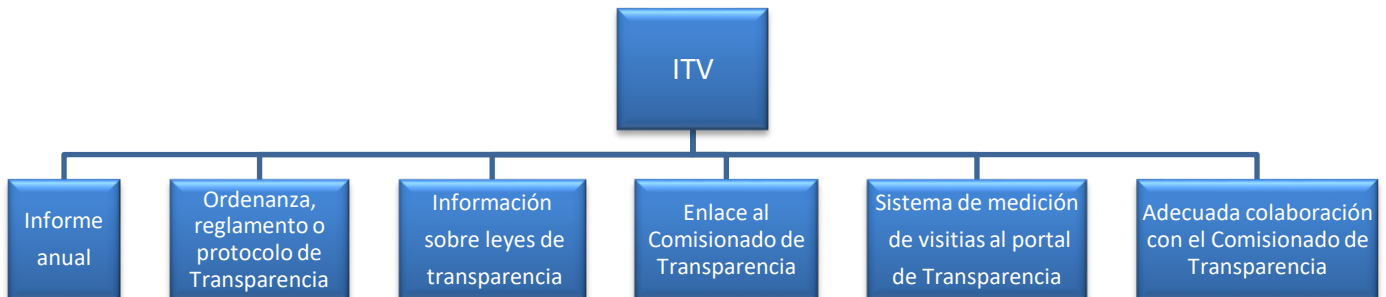 ITV
Informe
anual
Ordenanza,
reglamento o
protocolo de
Transparencia
Información
sobre leyes de
transparencia
Enlace al
Comisionado de
Transparencia
Sistema de medición
de visitias al portal
de Transparencia
Adecuada colaboración
con el Comisionado de
Transparencia